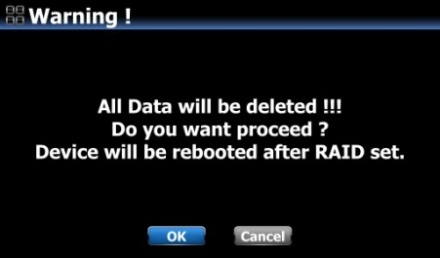 Warning !
All Data will be deleted !!!
Do you want proceed ?
Device will be rebooted after RAID set.
OK Cancel